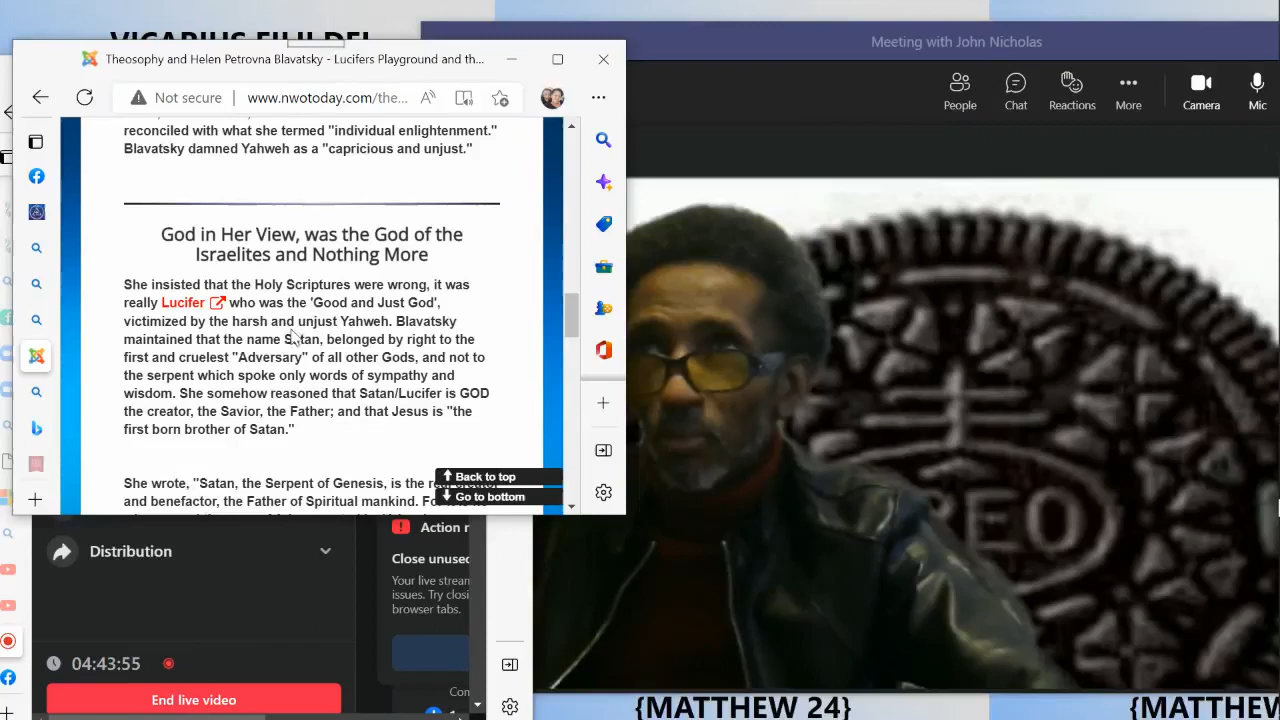 VICARIUS FILII DEI
Meeting with John Nicholas
Theosophy and Helen Petrovna Blavatsky - Lucifers Playground and th...
Not secure
www.nwotoday.com/the...
People
Chat
Reactions
More
Camera
Mic
reconciled with what she termed "individual enlightenment."
Blavatsky damned Yahweh as a "capricious and unjust."
God in Her View, was the God of the
Israelites and Nothing More
She insisted that the Holy Scriptures were wrong, it was
really Lucifer who was the 'Good and Just God',
victimized by the harsh and unjust Yahweh. Blavatsky
maintained that the name Satan, belonged by right to the
first and cruelest "Adversary" of all other Gods, and not to
the serpent which spoke only words of sympathy and
wisdom. She somehow reasoned that Satan/Lucifer is GOD
the creator, the Savior, the Father; and that Jesus is "the
first born brother of Satan."
She wrote, "Satan, the Serpent of Genesis, is the real creator
and benefactor, the Father of Spiritual mankind. For
Back to top
Go to bottom
Distribution
Action r
Close unused
Your live strean
issues. Try closi
browser tabs.
04:43:55
End live video
Con
REO
{MATTHEW 24}
{MATTHEW